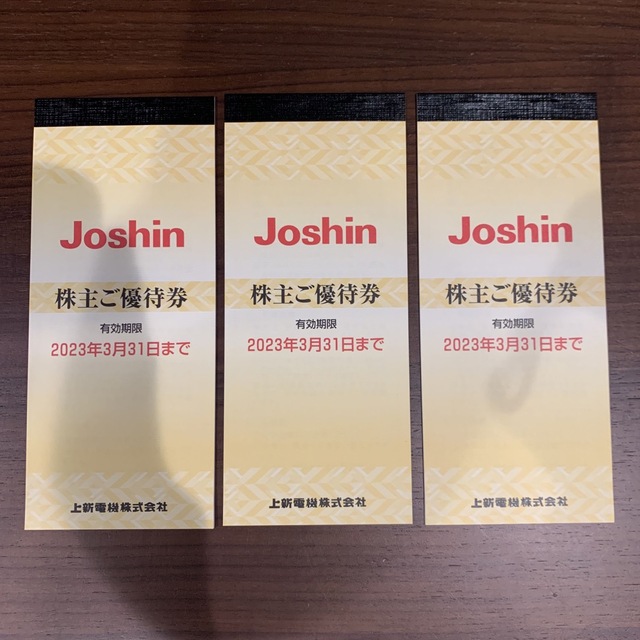 Joshin
株主ご優待券
有効期限
2023年3月31日まで
上新電機株式会社
Joshin
株主ご優待券
有効期限
2023年3月31日まで
上新電機株式会社
Joshin
株主ご優待券
有効期限
2023年3月31日まで
上新電機株式会社